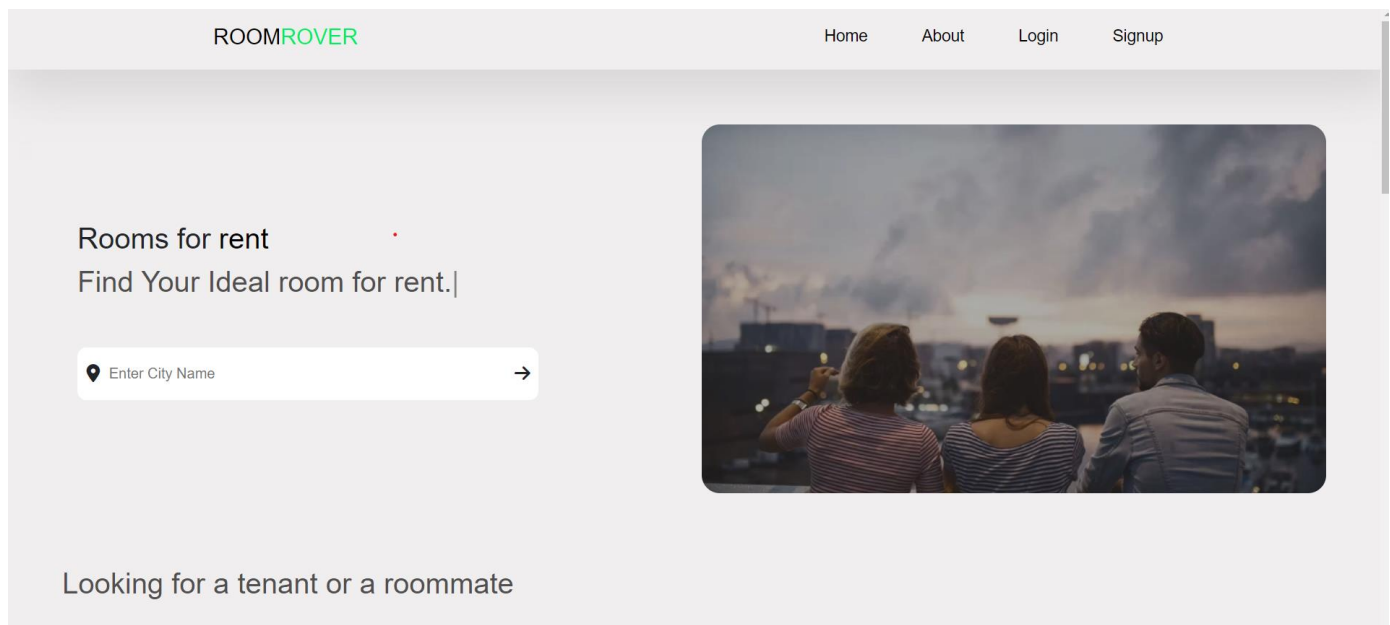 ROOMROVER Home About Login Signup
Rooms for rent
Find Your Ideal room for rent.|
Enter City Name
Looking for a tenant or a roommate